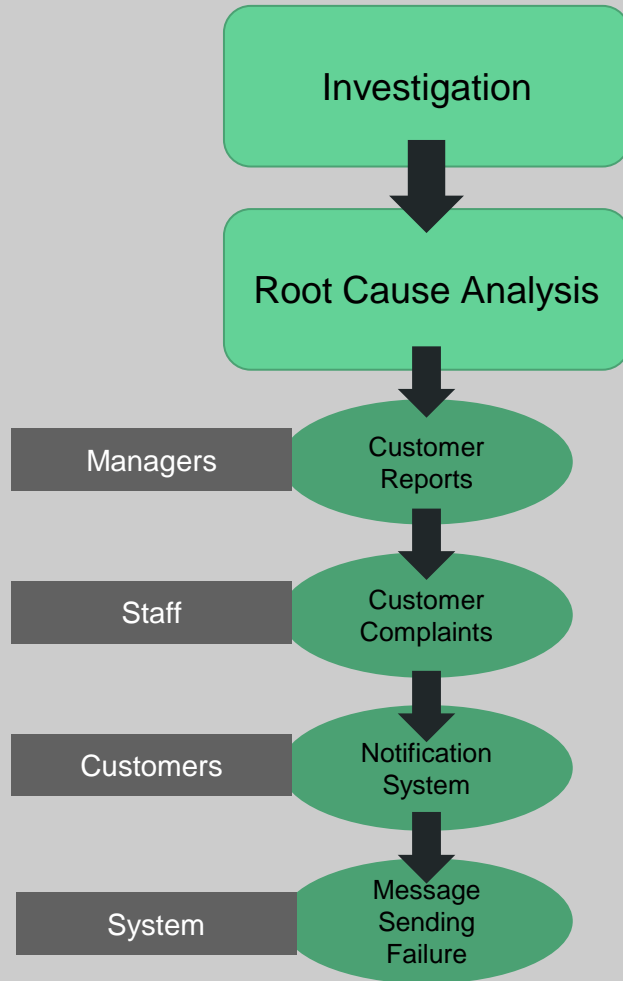 Investigation
Root Cause Analysis
Managers
Customer
Reports
Staff
Customer
Complaints
Customers
Notification
System
System
Message
Sending
Failure